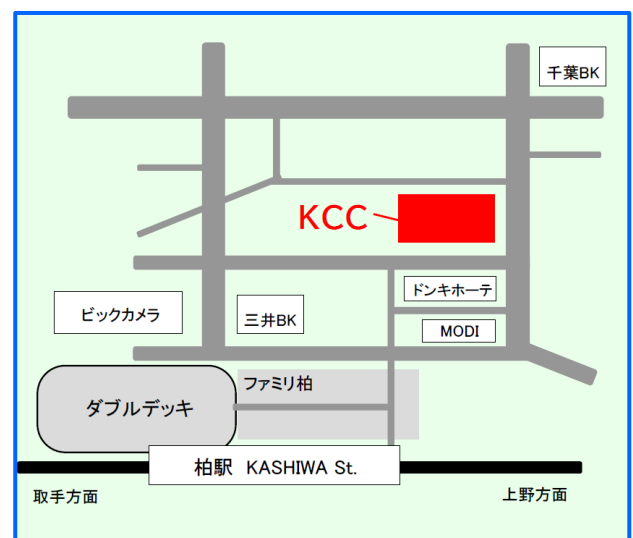 千葉BK
KCC
ドンキホーテ
ビックカメラ
三井BK
MODI
ファミリ柏
ダブルデッキ
柏駅 KASHIWA St.
取手方面
上野方面